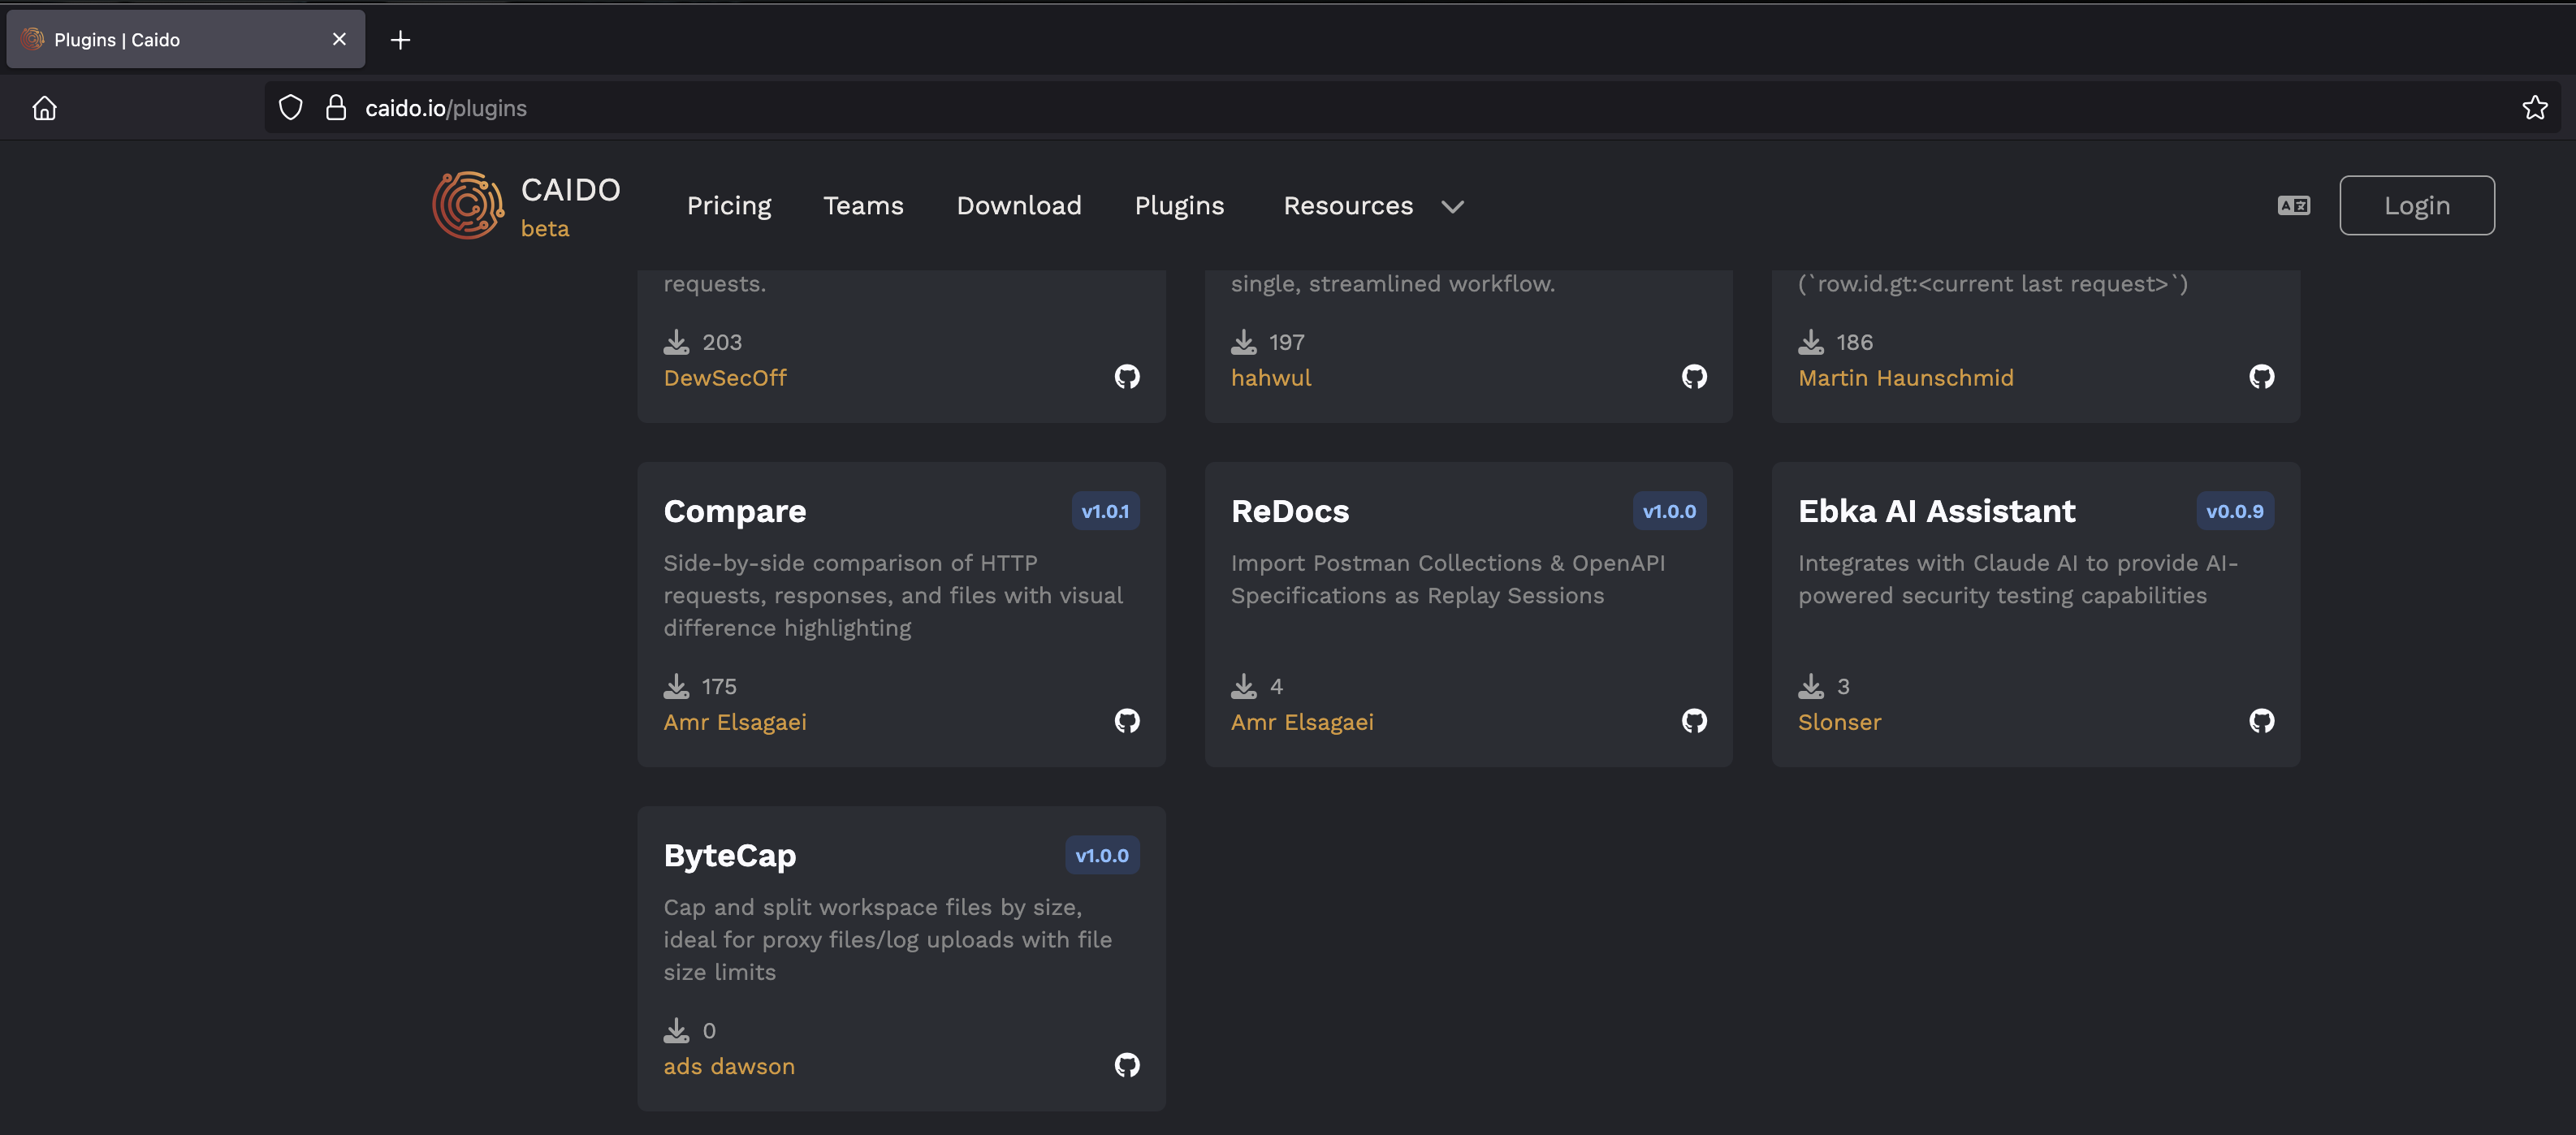 Plugins | Caido
caido.io/plugins
CAIDO
beta
Pricing
Teams
Download
Plugins
Resources
Login
requests.
203
DewSecOff
single, streamlined workflow.
197
hahwul
(`row.id.gt:<current last request>`)
186
Martin Haunschmid
Compare
v1.0.1
Side-by-side comparison of HTTP
requests, responses, and files with visual
difference highlighting
175
Amr Elsagaei
ReDocs
v1.0.0
Import Postman Collections & OpenAPI
Specifications as Replay Sessions
4
Amr Elsagaei
Ebka AI Assistant
v0.0.9
Integrates with Claude AI to provide AI-
powered security testing capabilities
3
Slonser
ByteCap
v1.0.0
Cap and split workspace files by size,
ideal for proxy files/log uploads with file
size limits
0
ads dawson